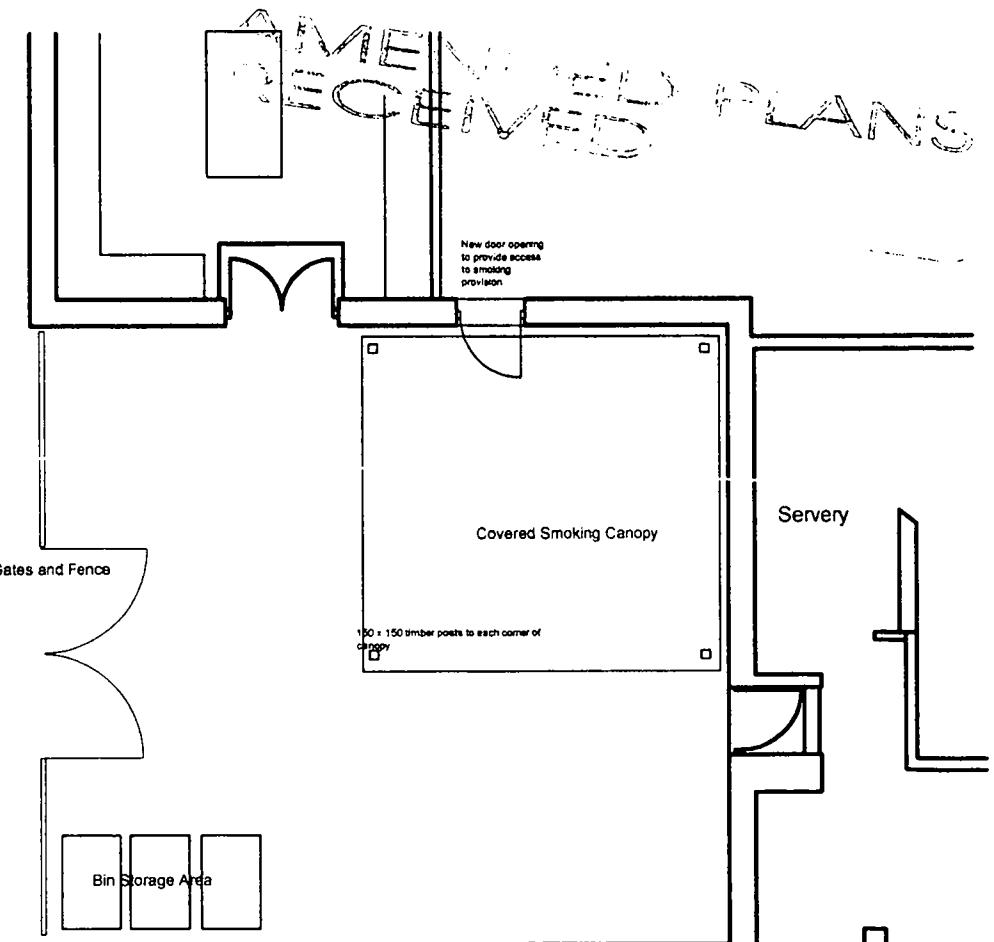 AMENDED PLANS
RECEIVED
New door opening
to provide access
to smoking
provision
Servery
Covered Smoking Canopy
Gates and Fence
150 x 150 timber posts to each corner of
canopy
Bin Storage Area